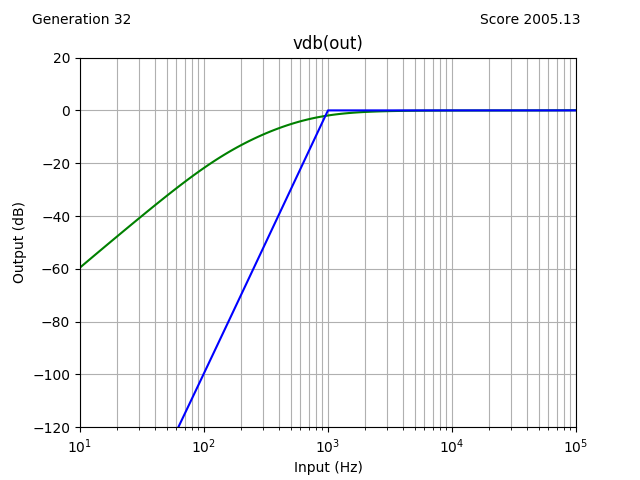 Generation 32 Score 2005.13
vdb(out)
Output (dB)
20
0
−20
−40
−60
−80
−100
−120
10¹ 10² 10³ 10⁴ 10⁵
Input (Hz)